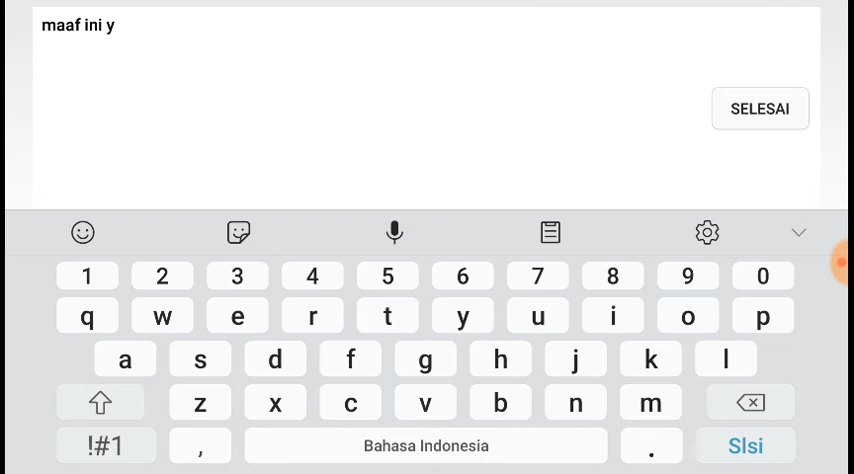 maaf ini y
SELESAI
1 2 3 4 5 6 7 8 9 0
q w e r t y u i o p
a s d f g h j k l
z x c v b n m
!#1 , Bahasa Indonesia . Slsi